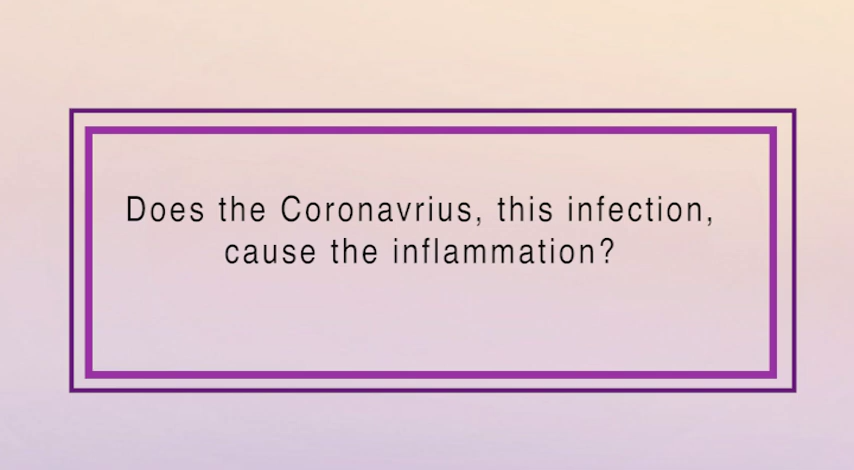 Does the Coronavrius, this infection,
cause the inflammation?